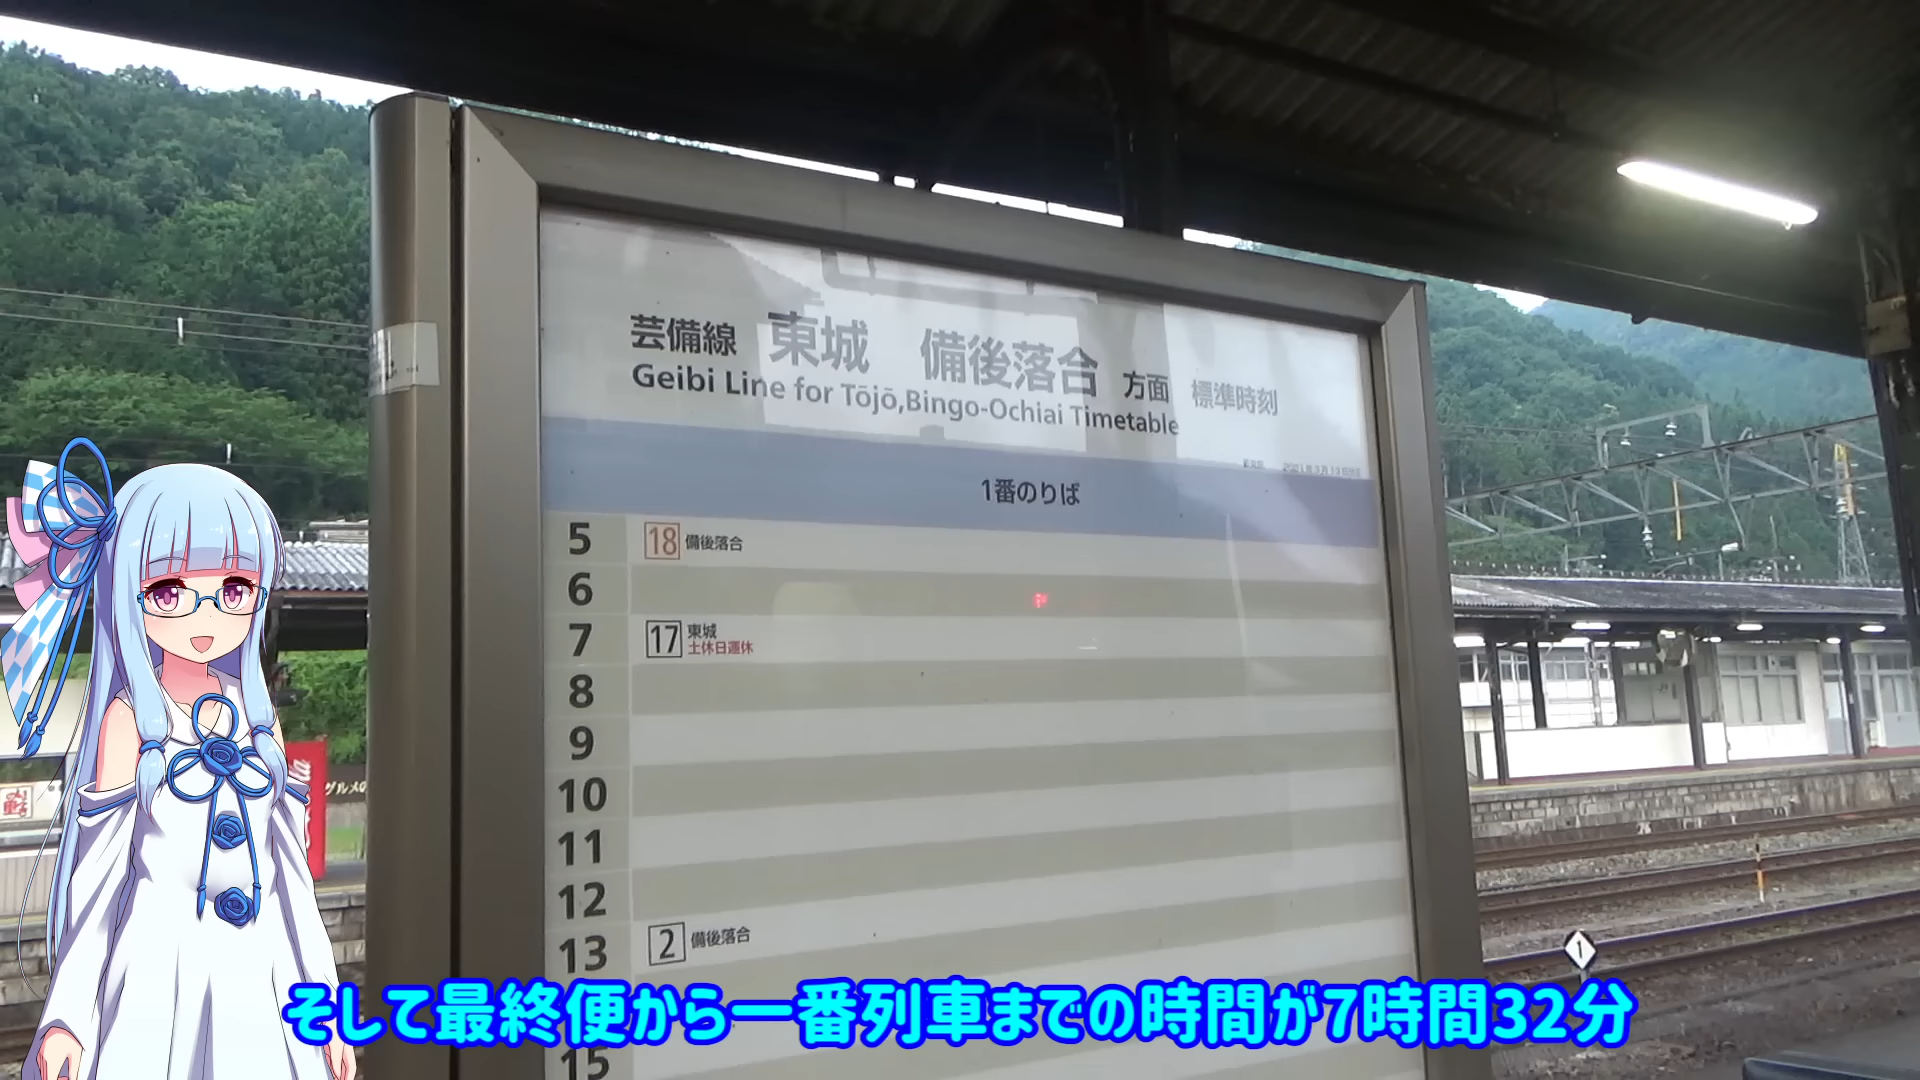 芸備線 東城 備後落合 方面 標準時刻
Geibi Line for Tōjō,Bingo-Ochiai Timetable
1番のりば
5 18 備後落合
6
7 17 東城
土休日運休
8
9
10
11
12
13 2 備後落合
15
グルメの
1
そして最終便から一番列車までの時間が7時間32分